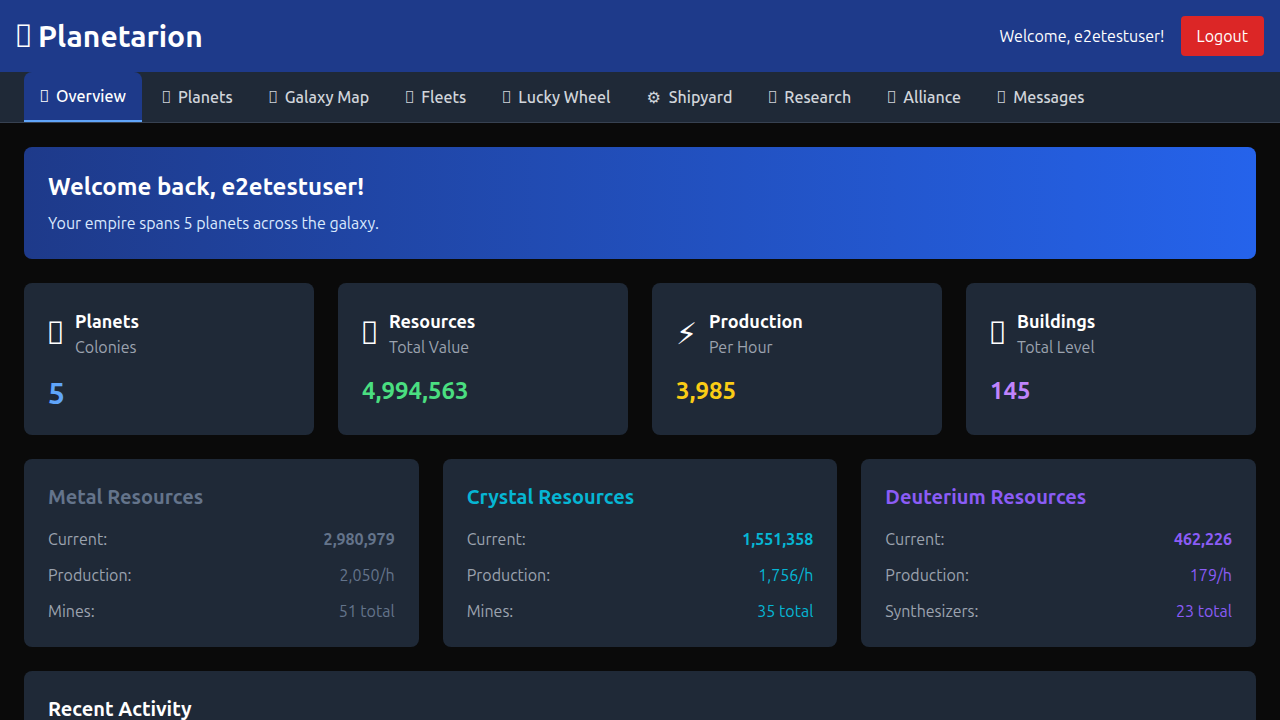 Planetarion
Welcome, e2etestuser!
Logout
Overview
Planets
Galaxy Map
Fleets
Lucky Wheel
⚙ Shipyard
Research
Alliance
Messages
Welcome back, e2etestuser!
Your empire spans 5 planets across the galaxy.
Planets
Colonies
5
Resources
Total Value
4,994,563
⚡ Production
Per Hour
3,985
Buildings
Total Level
145
Metal Resources
Current: 2,980,979
Production: 2,050/h
Mines: 51 total
Crystal Resources
Current: 1,551,358
Production: 1,756/h
Mines: 35 total
Deuterium Resources
Current: 462,226
Production: 179/h
Synthesizers: 23 total
Recent Activity